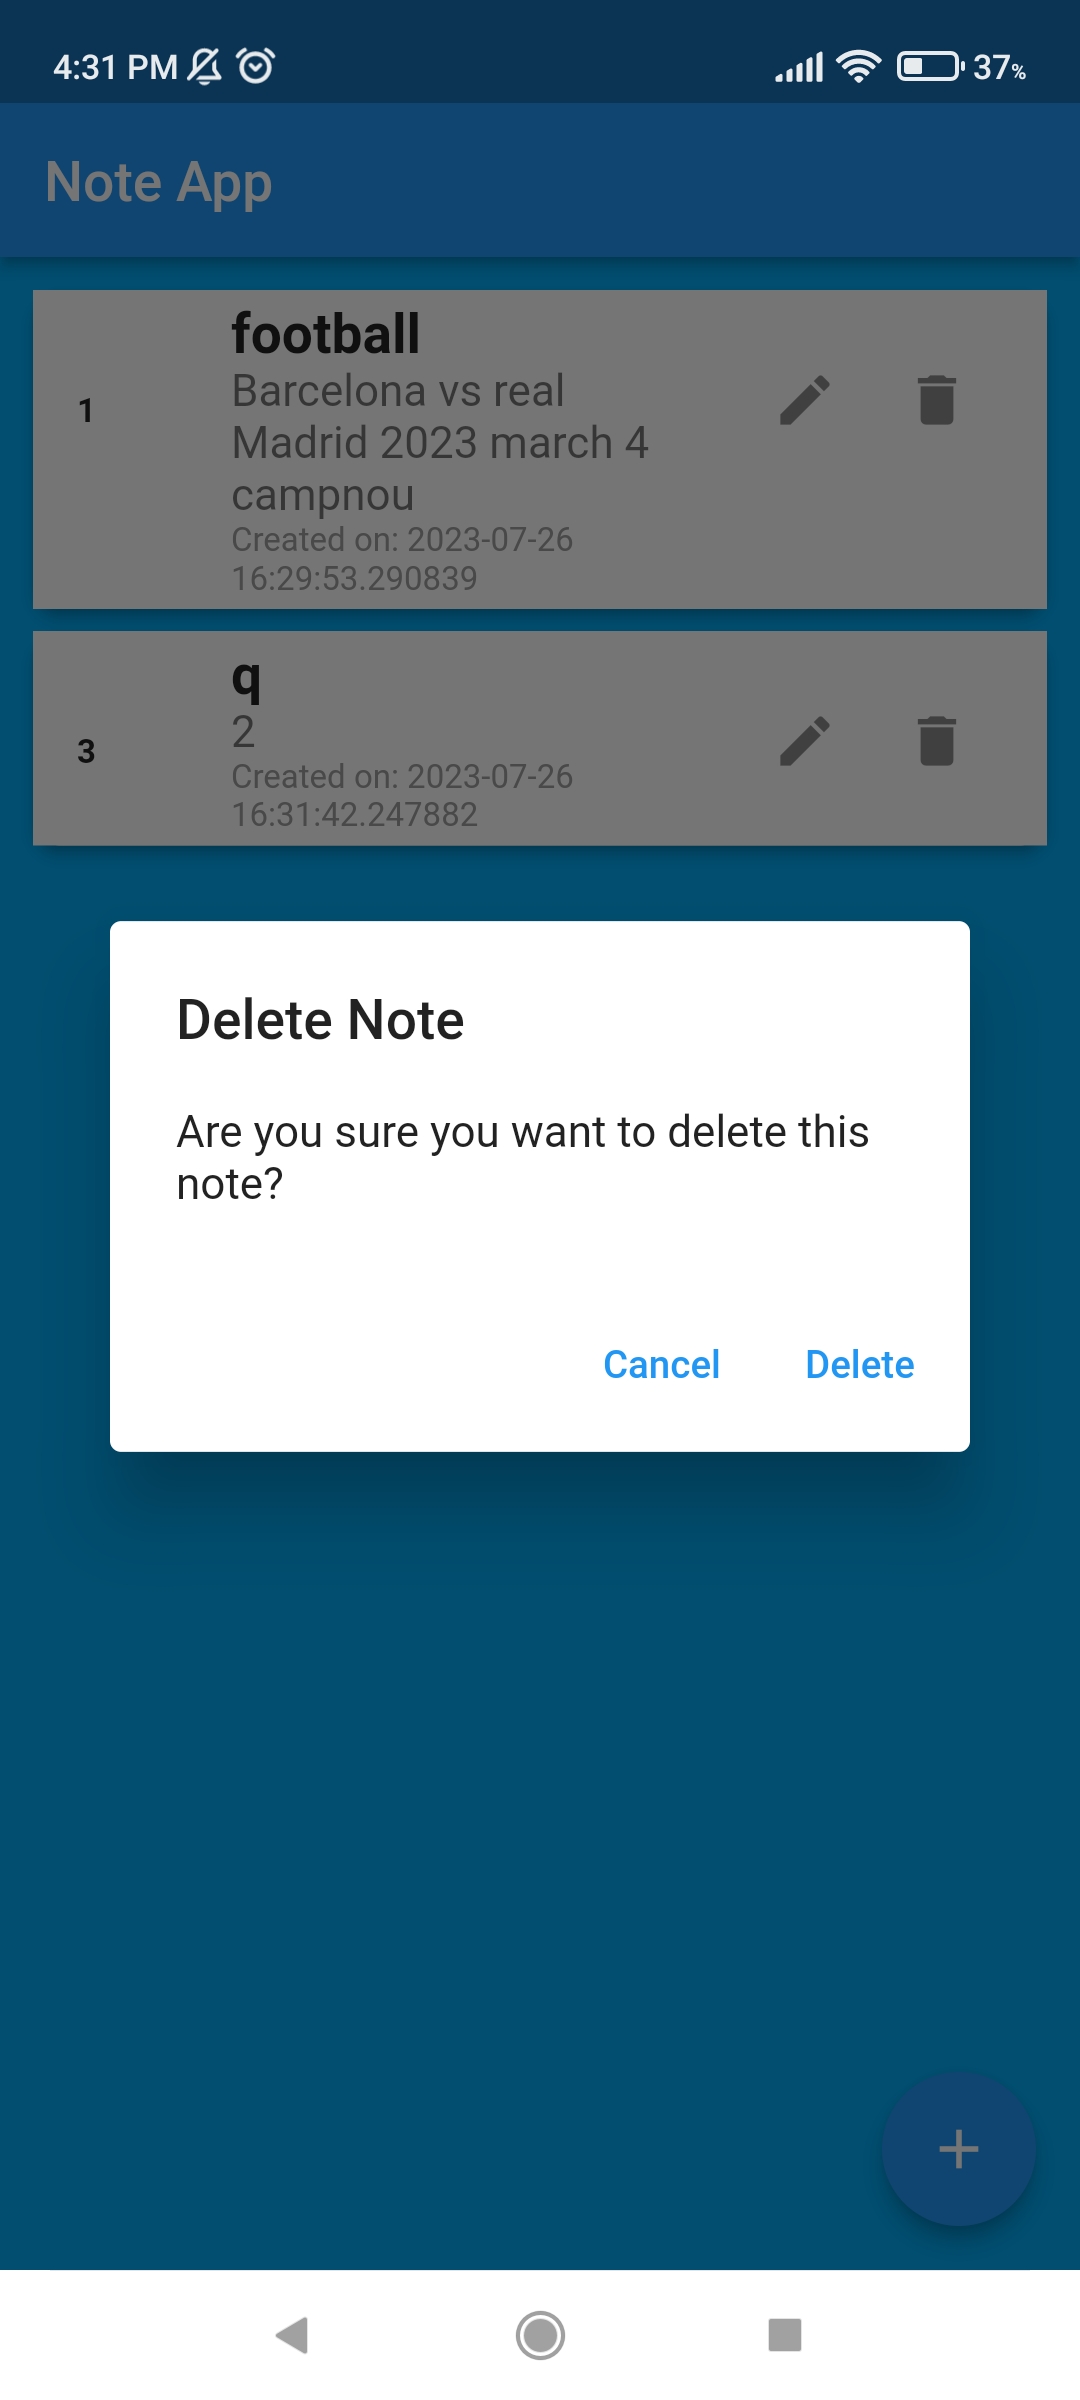 4:31 PM
37%
Note App
football
1
Barcelona vs real
Madrid 2023 march 4
campnou
Created on: 2023-07-26
16:29:53.290839
q
3
2
Created on: 2023-07-26
16:31:42.247882
Delete Note
Are you sure you want to delete this
note?
Cancel Delete